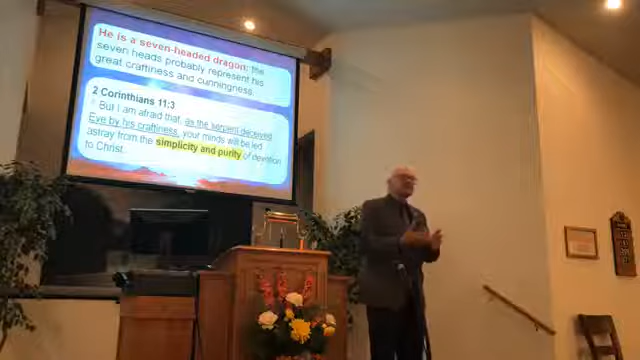 He is a seven-headed dragon; the
seven heads probably represent his
great craftiness and cunningness.
2 Corinthians 11:3
But I am afraid that, as the serpent deceived
Eve by his craftiness, your minds will be led
astray from the simplicity and purity of devotion
to Christ.